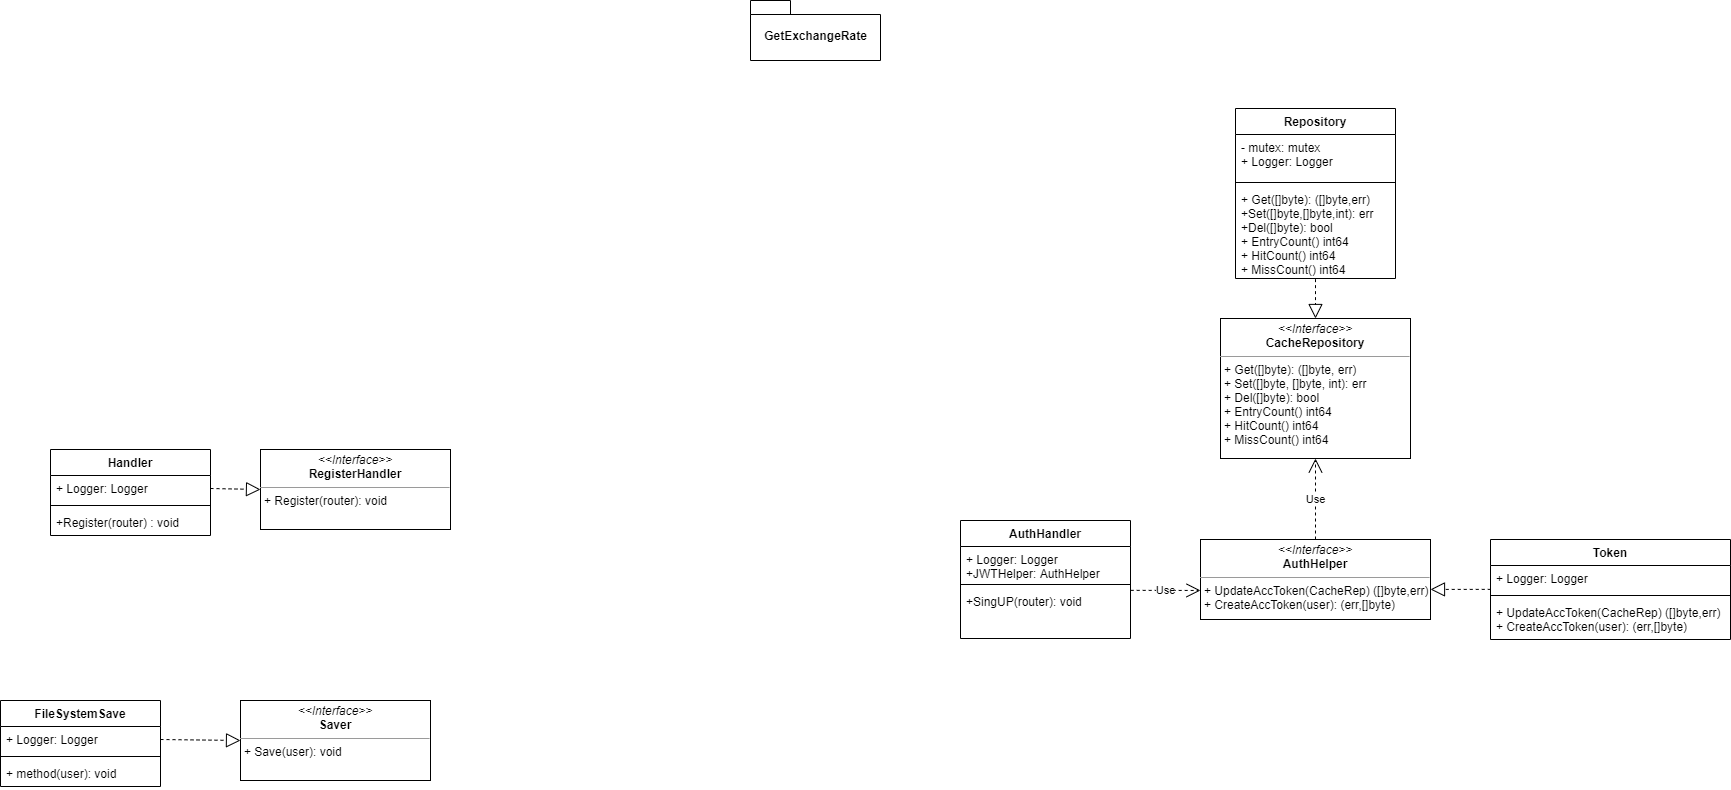 GetExchangeRate
Repository
- mutex: mutex
+ Logger: Logger
+ Get([]byte): ([]byte,err)
+Set([]byte,[]byte,int): err
+Del([]byte): bool
+ EntryCount() int64
+ HitCount() int64
+ MissCount() int64
<<Interface>>
CacheRepository
+ Get([]byte): ([]byte, err)
+ Set([]byte, []byte, int): err
+ Del([]byte): bool
+ EntryCount() int64
+ HitCount() int64
+ MissCount() int64
Handler
+ Logger: Logger
+Register(router) : void
<<Interface>>
RegisterHandler
+ Register(router): void
Use
AuthHandler
+ Logger: Logger
+JWTHelper: AuthHelper
+SingUP(router): void
Use
<<Interface>>
AuthHelper
+ UpdateAccToken(CacheRep) ([]byte,err)
+ CreateAccToken(user): (err,[]byte)
Token
+ Logger: Logger
+ UpdateAccToken(CacheRep) ([]byte,err)
+ CreateAccToken(user): (err,[]byte)
FileSystemSave
+ Logger: Logger
+ method(user): void
<<Interface>>
Saver
+ Save(user): void